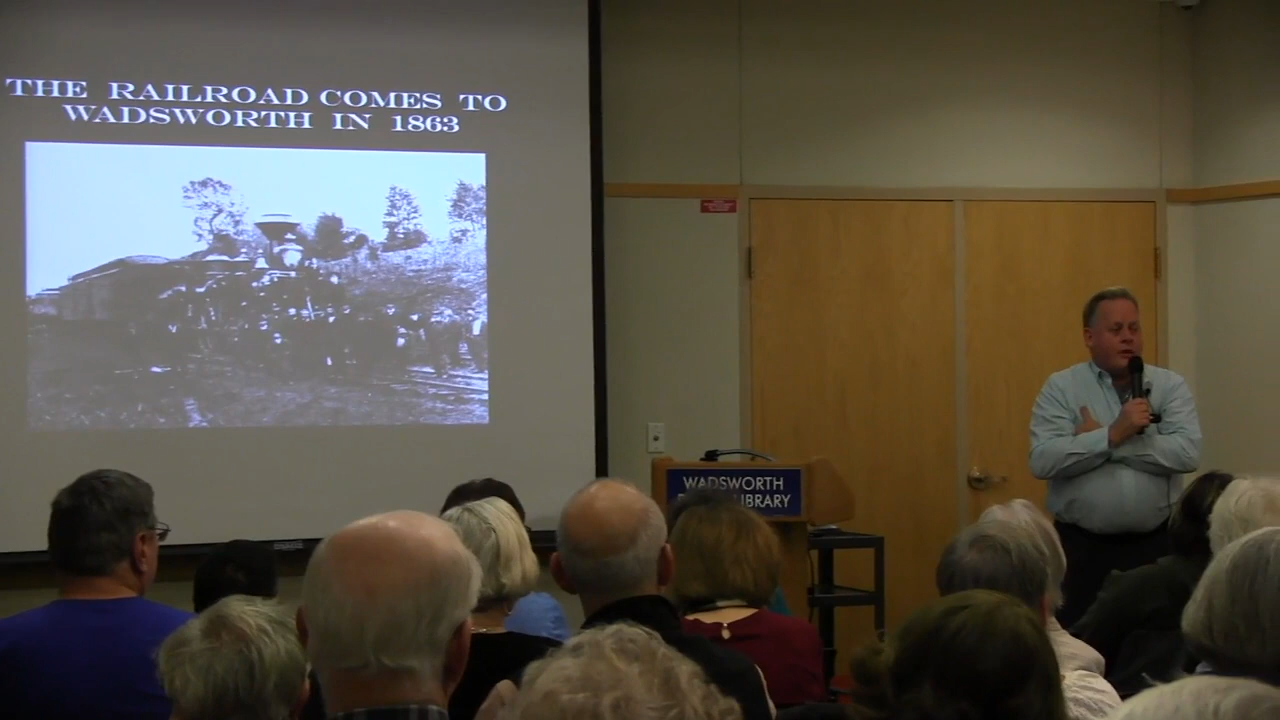 THE RAILROAD COMES TO
WADSWORTH IN 1863
WADSWORTH
LIBRARY